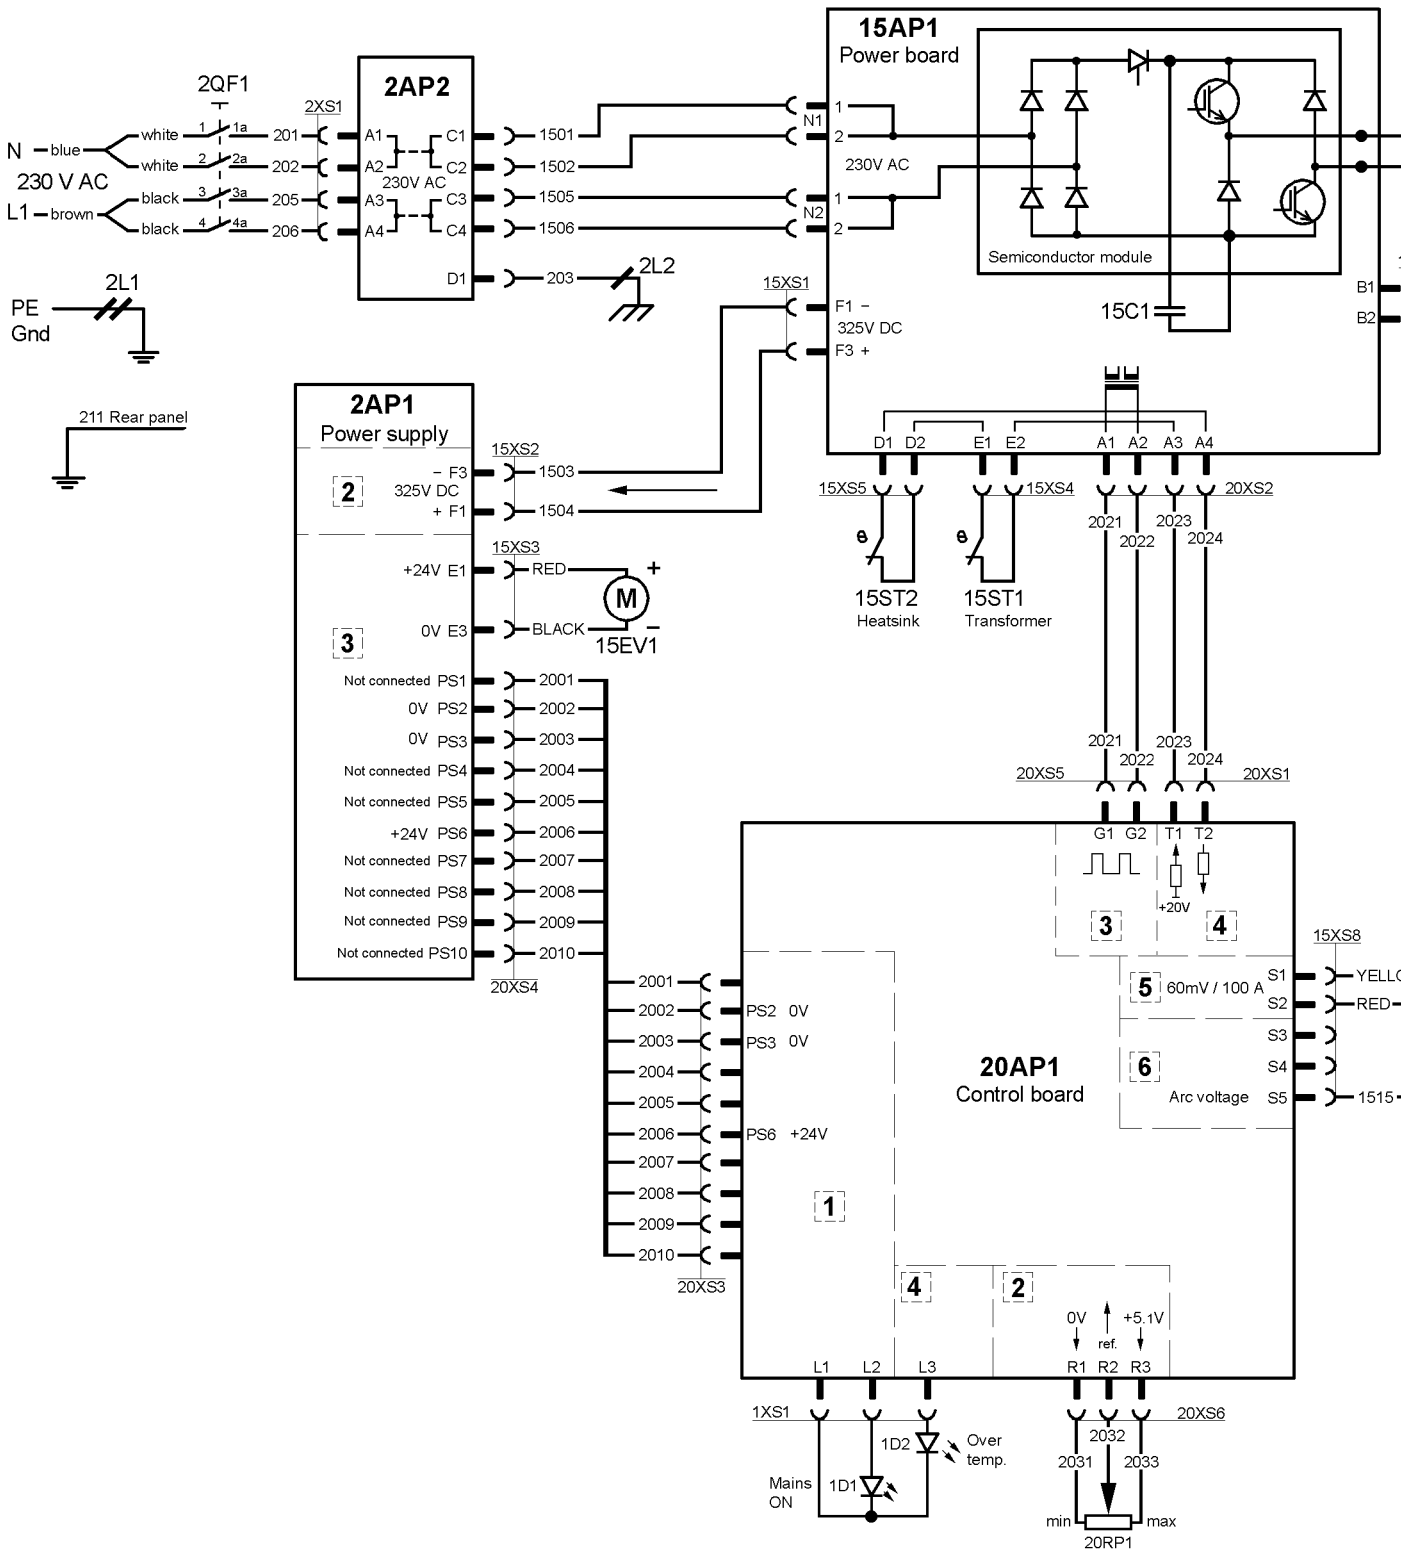 15AP1
Power board
2AP2
2QF1
2XS1
N blue
white 1 1a 201 A1 C1 1501 1
N1
white 2 2a 202 A2 C2 1502 2
230 V AC
230V AC
230V AC
L1 brown
black 3 3a 205 A3 C3 1505 1
N2
black 4 4a 206 A4 C4 1506 2
Semiconductor module
D1 203 2L2
2L1
PE
Gnd
15XS1
F1 −
325V DC
F3 +
15C1
B1
B2
211 Rear panel
2AP1
Power supply
15XS2
− F3 1503
325V DC
2
+ F1 1504
D1 D2 E1 E2 A1 A2 A3 A4
15XS5 15XS4 20XS2
2021 2023
2022 2024
θ θ
15ST2 15ST1
Heatsink Transformer
15XS3
+24V E1 RED +
M
0V E3 BLACK −
15EV1
3
Not connected PS1 2001
0V PS2 2002
0V PS3 2003
Not connected PS4 2004
Not connected PS5 2005
+24V PS6 2006
Not connected PS7 2007
Not connected PS8 2008
Not connected PS9 2009
Not connected PS10 2010
20XS4
2021 2023
2022 2024
20XS5 20XS1
G1 G2 T1 T2
+20V
3 4
15XS8
5 60mV / 100 A
S1 YELLO
S2 RED
S3
6
S4
Arc voltage S5 1515
20AP1
Control board
2001
2002 PS2 0V
2003 PS3 0V
2004
2005
2006 PS6 +24V
2007
2008
2009
2010
20XS3
1
4 2
0V +5.1V
ref.
L1 L2 L3 R1 R2 R3
1XS1 20XS6
1D2 Over
temp.
Mains
ON
1D1
2032
2031 2033
min max
20RP1